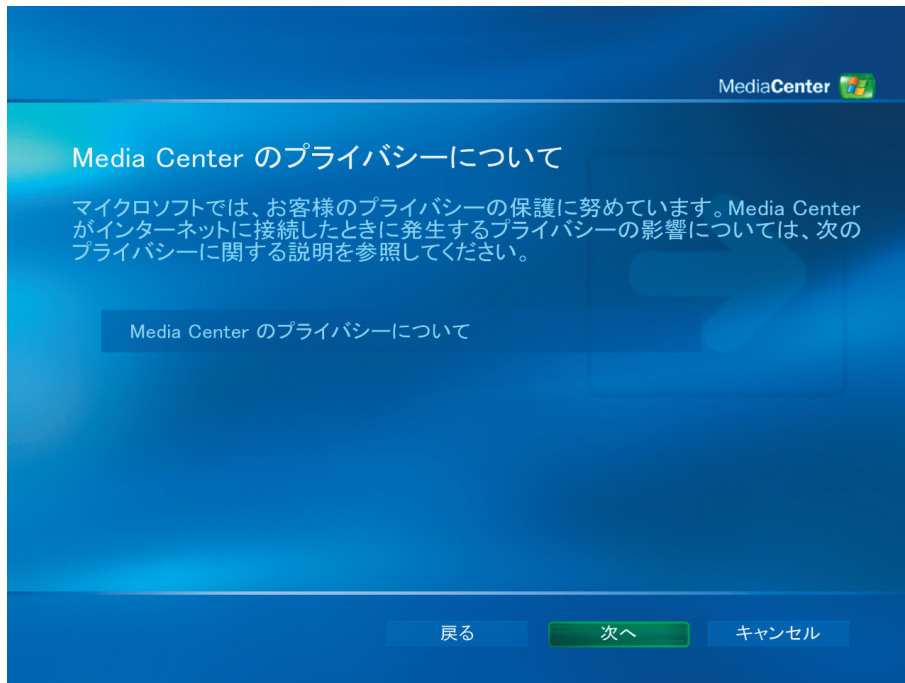 MediaCenter
Media Center のプライバシーについて
マイクロソフトでは、お客様のプライバシーの保護に努めています。Media Center
がインターネットに接続したときに発生するプライバシーの影響については、次の
プライバシーに関する説明を参照してください。
Media Center のプライバシーについて
戻る 次へ キャンセル